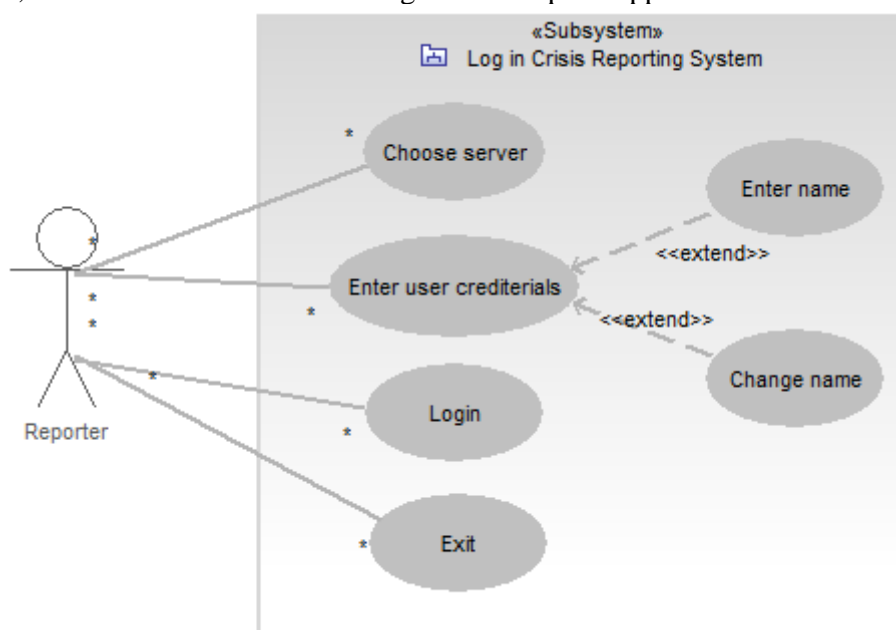 «Subsystem»
Log in Crisis Reporting System
*
Choose server
Enter name
*
<<extend>>
Enter user crediterials
*
*
*
<<extend>>
Change name
*
Login
*
Reporter
Exit
*